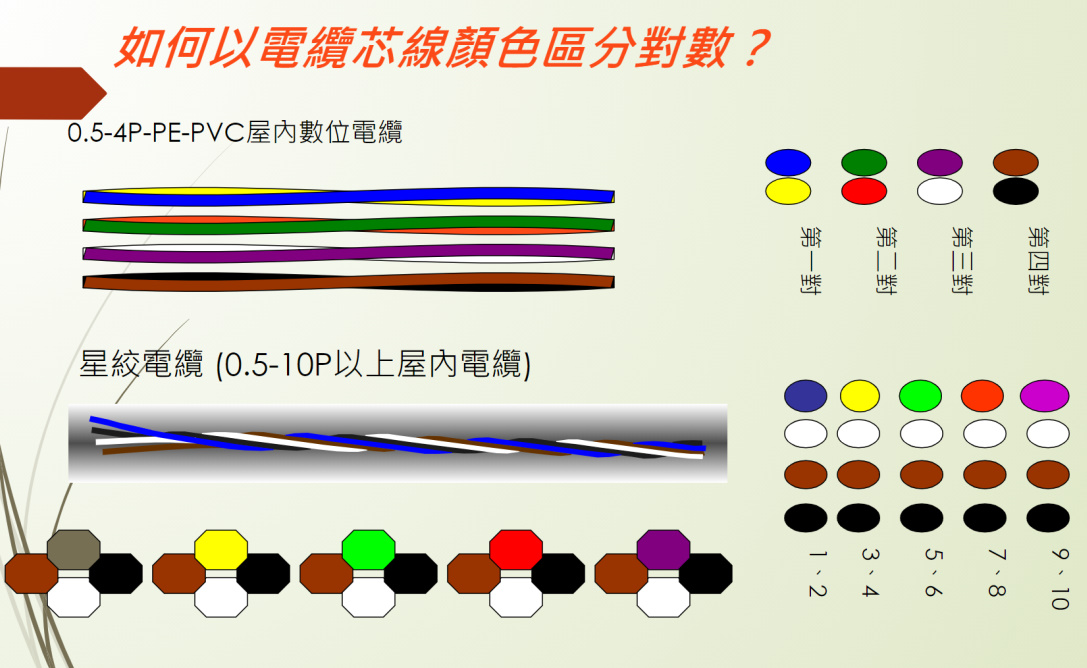 如何以電纜芯線顏色區分對數？
0.5-4P-PE-PVC屋內數位電纜
第一對
第二對
第三對
第四對
星絞電纜 (0.5-10P以上屋內電纜)
1、2
3、4
5、6
7、8
9、10